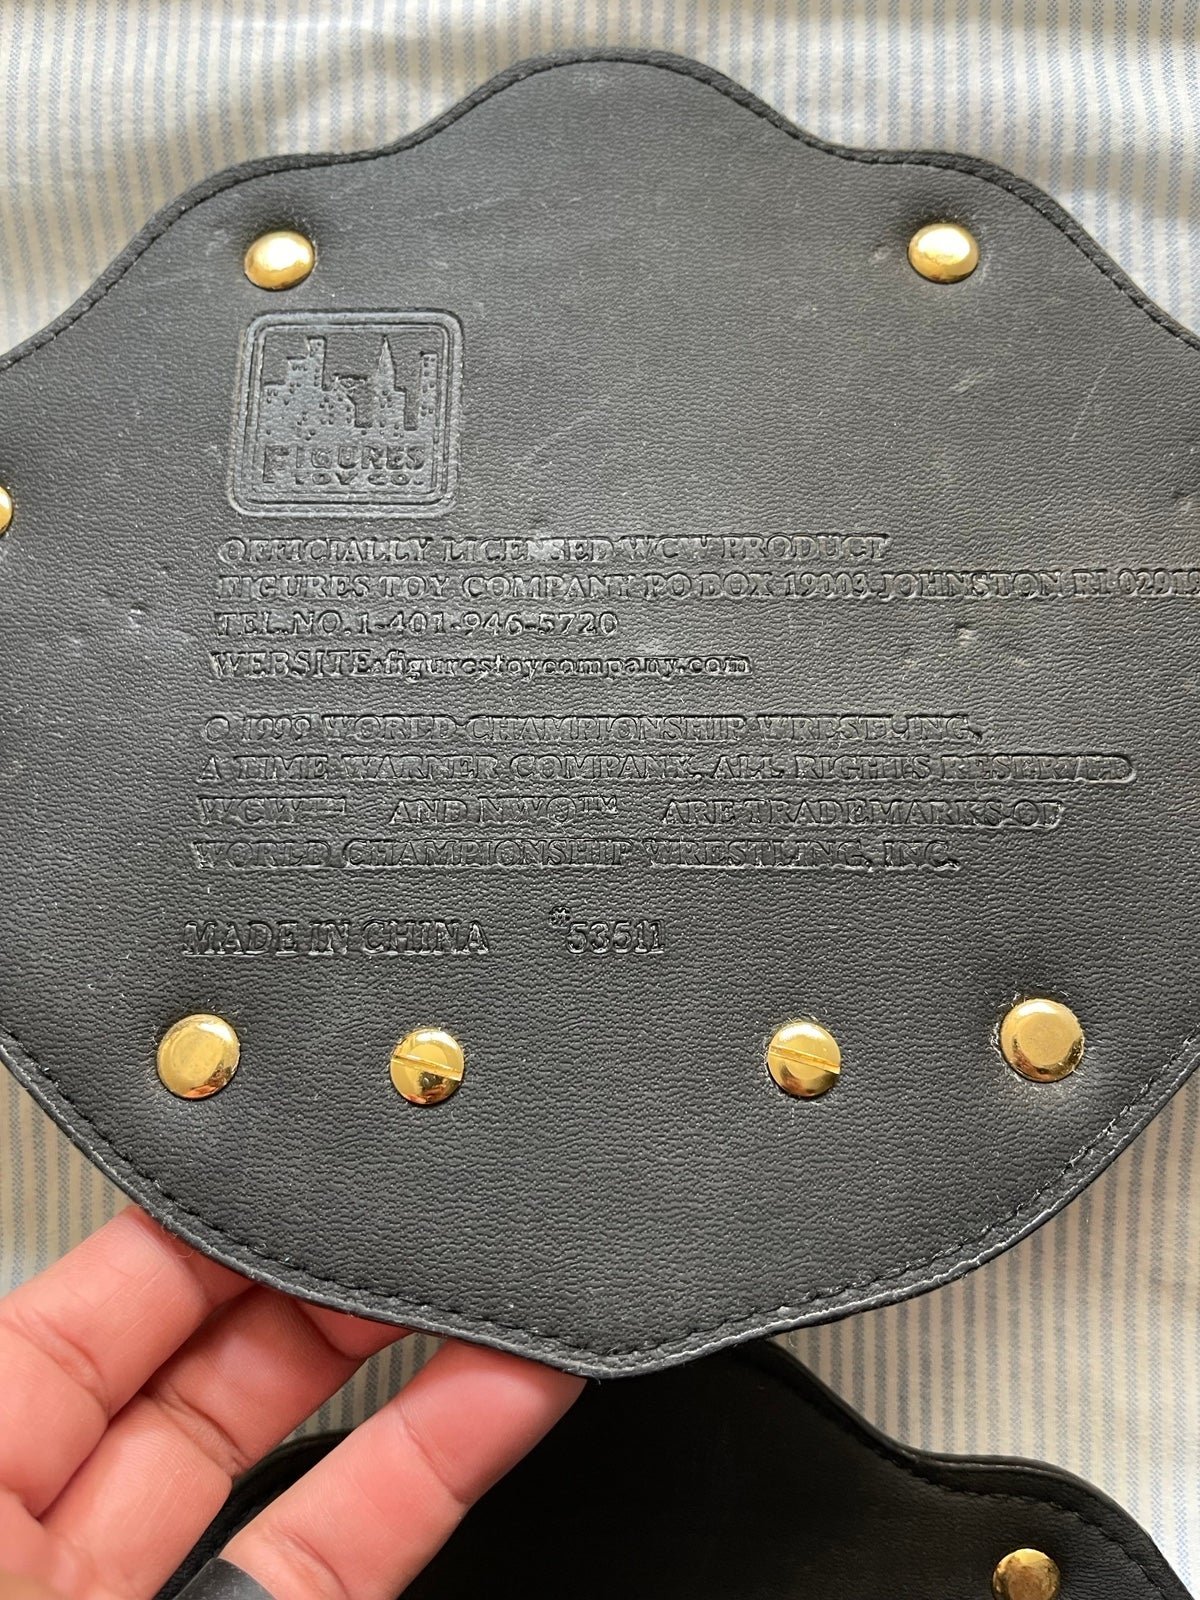 FIGURES
TOY CO.
OFFICIALLY LICENSED WCW PRODUCT
FIGURES TOY COMPANY PO BOX 19003 JOHNSTON RI
TEL.NO. 1-401-946-5720
WEBSITE:figurestoycompany.com
© 1999 WORLD CHAMPIONSHIP WRESTLING,
A TIME WARNER COMPANY. ALL RIGHTS RESERVED
WCW™ AND NWO™ ARE TRADEMARKS OF
WORLD CHAMPIONSHIP WRESTLING, INC.
MADE IN CHINA #53511